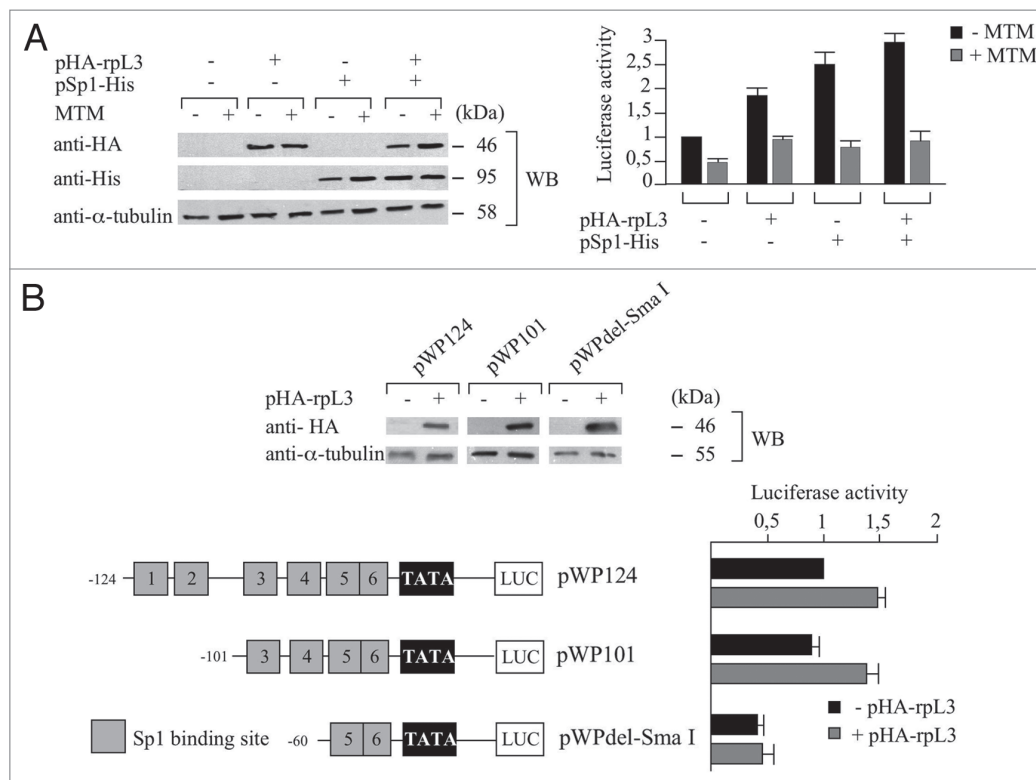 A
pHA-rpL3 - + - +
pSp1-His - - + +
MTM - + - + - + - + (kDa)
anti-HA 46
anti-His 95
anti-α-tubulin 58
WB
Luciferase activity
3
2,5
2
1
1
0,5
0
- MTM
+ MTM
pHA-rpL3 - + - +
pSp1-His - - + +
B
pWP124
pWP101
pWPdel-Sma I
pHA-rpL3 - + - + - + (kDa)
anti- HA 46
anti-α-tubulin 55
WB
Luciferase activity
0,5 1 1,5 2
-124 1 2 3 4 5 6 TATA LUC pWP124
-101 3 4 5 6 TATA LUC pWP101
-60 5 6 TATA LUC pWPdel-Sma I
Sp1 binding site
- pHA-rpL3
+ pHA-rpL3